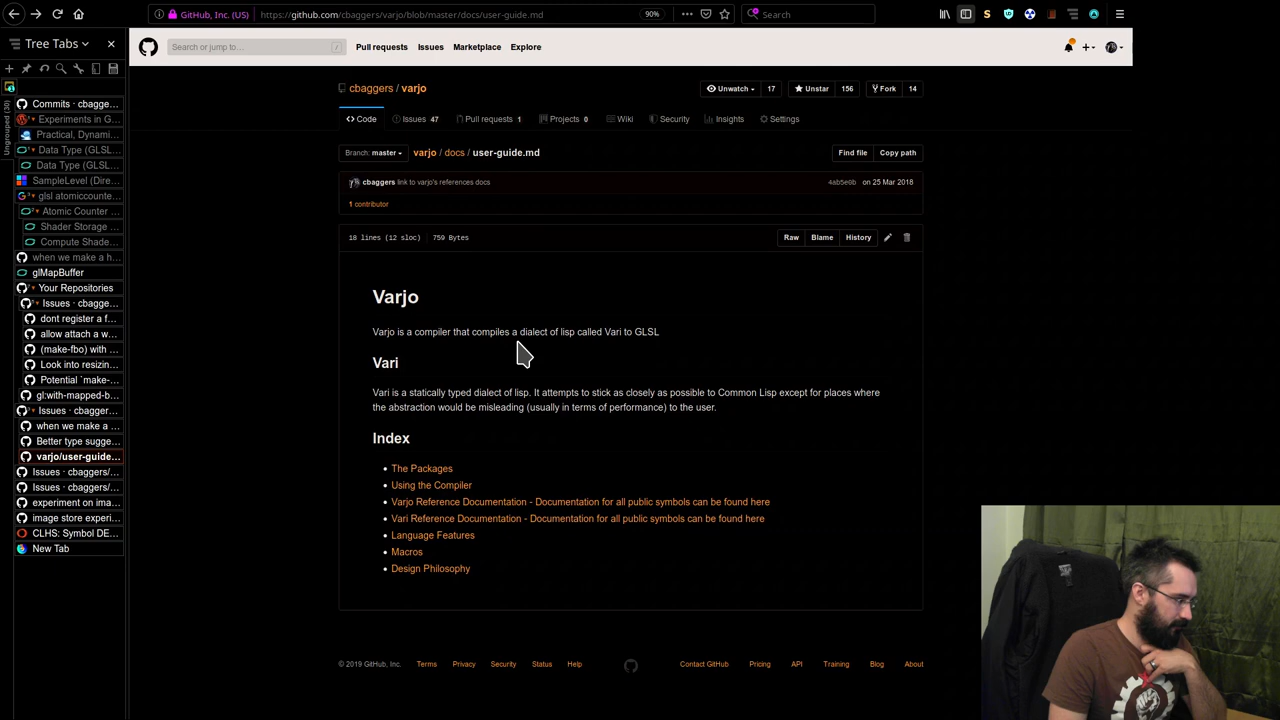 GitHub, Inc. (US)
https://github.com/cbaggers/varjo/blob/master/docs/user-guide.md
90%
Search
Tree Tabs
Search or jump to…
/
Pull requests
Issues
Marketplace
Explore
Ungrouped (30)
Commits · cbagge…
Experiments in G…
Practical, Dynami…
Data Type (GLSL…
Data Type (GLSL…
SampleLevel (Dire…
glsl atomiccounte…
Atomic Counter …
Shader Storage …
Compute Shade…
when we make a h…
glMapBuffer
Your Repositories
Issues · cbagge…
dont register a f…
allow attach a w…
(make-fbo) with …
Look into resizin…
Potential `make-…
gl:with-mapped-b…
Issues · cbagger…
when we make a …
Better type sugge…
varjo/user-guide…
Issues · cbaggers/…
Issues · cbaggers/…
experiment on ima…
image store experi…
CLHS: Symbol DE…
New Tab
cbaggers / varjo
Unwatch 17
Unstar 156
Fork 14
Code
Issues 47
Pull requests 1
Projects 0
Wiki
Security
Insights
Settings
Branch: master
varjo / docs / user-guide.md
Find file
Copy path
cbaggers link to varjo's references docs
4ab5e0b on 25 Mar 2018
1 contributor
18 lines (12 sloc) 759 Bytes
Raw
Blame
History
Varjo
Varjo is a compiler that compiles a dialect of lisp called Vari to GLSL
Vari
Vari is a statically typed dialect of lisp. It attempts to stick as closely as possible to Common Lisp except for places where
the abstraction would be misleading (usually in terms of performance) to the user.
Index
The Packages
Using the Compiler
Varjo Reference Documentation - Documentation for all public symbols can be found here
Vari Reference Documentation - Documentation for all public symbols can be found here
Language Features
Macros
Design Philosophy
© 2019 GitHub, Inc.
Terms
Privacy
Security
Status
Help
Contact GitHub
Pricing
API
Training
Blog
About